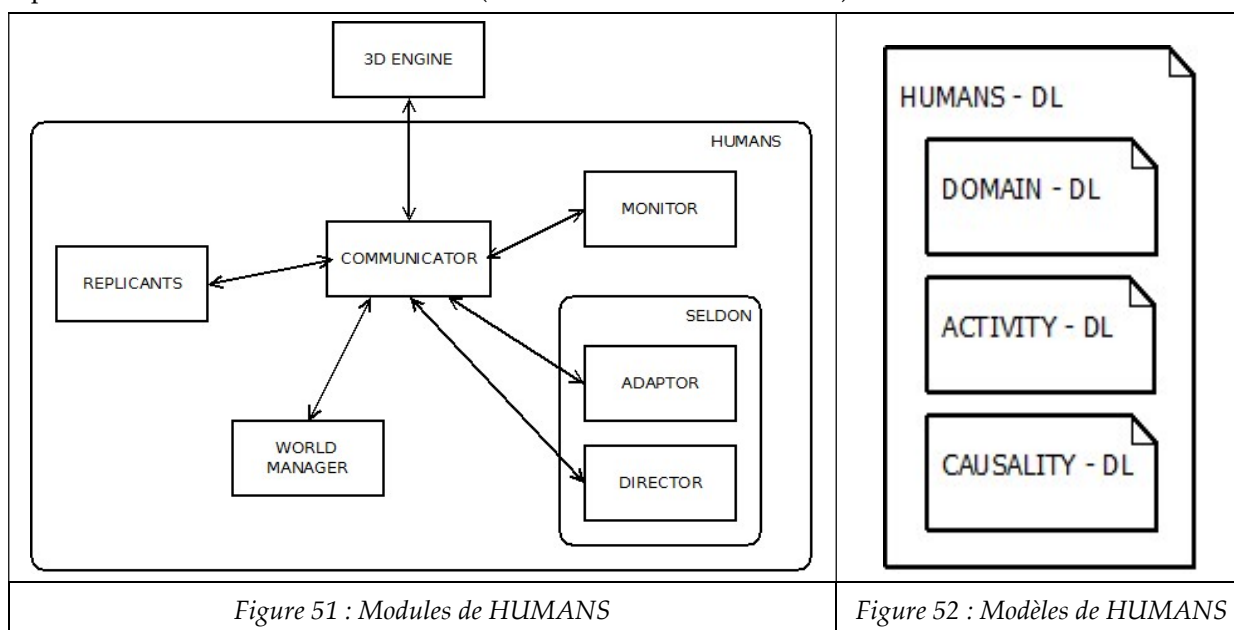 3D ENGINE
HUMANS
MONITOR
COMMUNICATOR
REPLICANTS
SELDON
ADAPTOR
WORLD
MANAGER
DIRECTOR
HUMANS - DL
DOMAIN - DL
ACTIVITY - DL
CAUSALITY - DL
Figure 51 : Modules de HUMANS
Figure 52 : Modèles de HUMANS